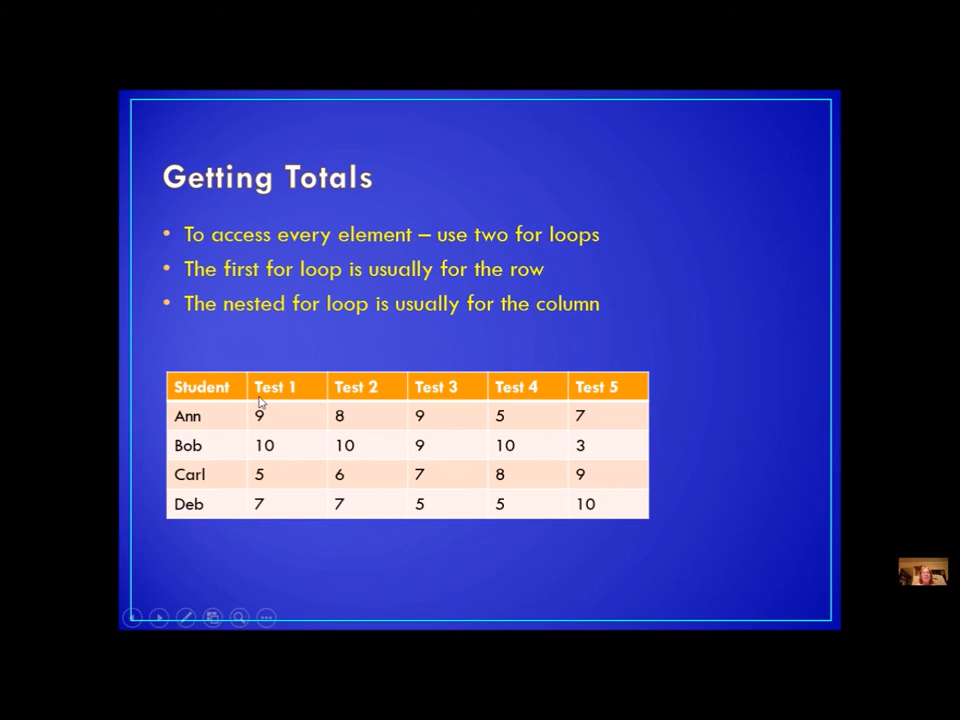 Getting Totals
• To access every element – use two for loops
• The first for loop is usually for the row
• The nested for loop is usually for the column
Student Test 1 Test 2 Test 3 Test 4 Test 5
Ann 9 8 9 5 7
Bob 10 10 9 10 3
Carl 5 6 7 8 9
Deb 7 7 5 5 10